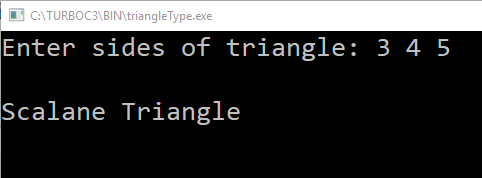 C:\TURBOC3\BIN\triangleType.exe
Enter sides of triangle: 3 4 5
Scalane Triangle